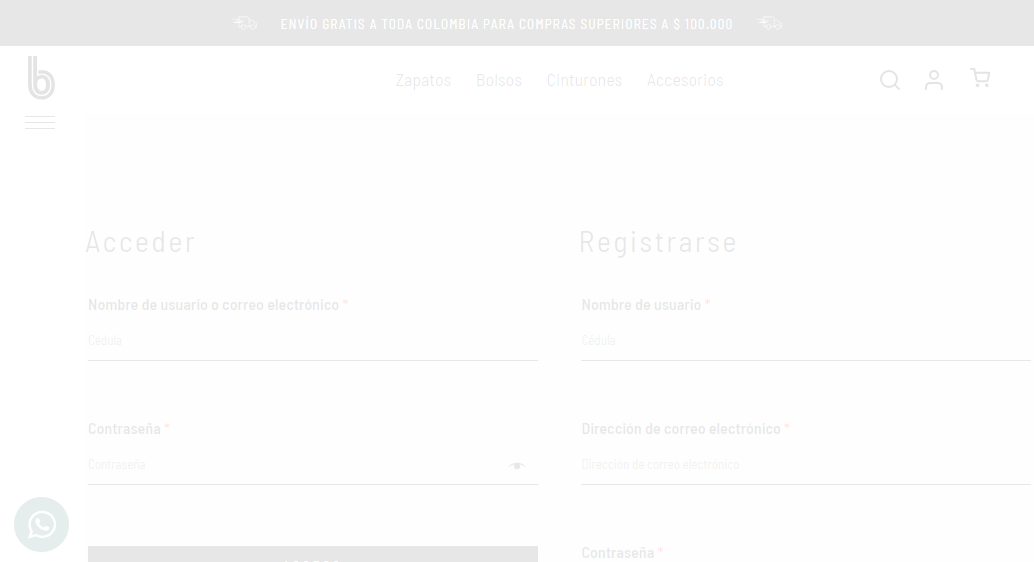 ENVÍO GRATIS A TODA COLOMBIA PARA COMPRAS SUPERIORES A $ 100.000
b
Zapatos Bolsos Cinturones Accesorios
Acceder
Nombre de usuario o correo electrónico *
Cédula
Contraseña *
Contraseña
Registrarse
Nombre de usuario *
Cédula
Dirección de correo electrónico *
Dirección de correo electrónico
Contraseña *